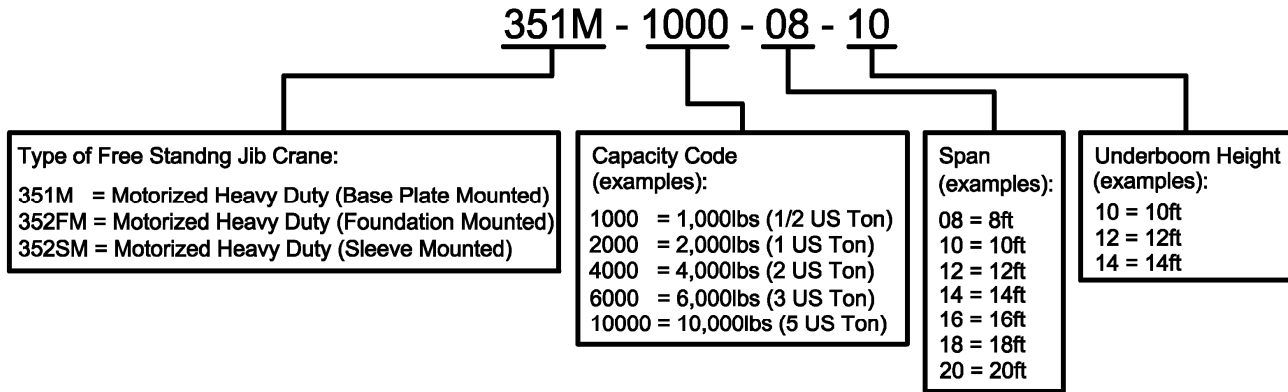 351M - 1000 - 08 - 10
Type of Free Standng Jib Crane:
351M = Motorized Heavy Duty (Base Plate Mounted)
352FM = Motorized Heavy Duty (Foundation Mounted)
352SM = Motorized Heavy Duty (Sleeve Mounted)
Capacity Code
(examples):
1000 = 1,000lbs (1/2 US Ton)
2000 = 2,000lbs (1 US Ton)
4000 = 4,000lbs (2 US Ton)
6000 = 6,000lbs (3 US Ton)
10000 = 10,000lbs (5 US Ton)
Span
(examples):
08 = 8ft
10 = 10ft
12 = 12ft
14 = 14ft
16 = 16ft
18 = 18ft
20 = 20ft
Underboom Height
(examples):
10 = 10ft
12 = 12ft
14 = 14ft